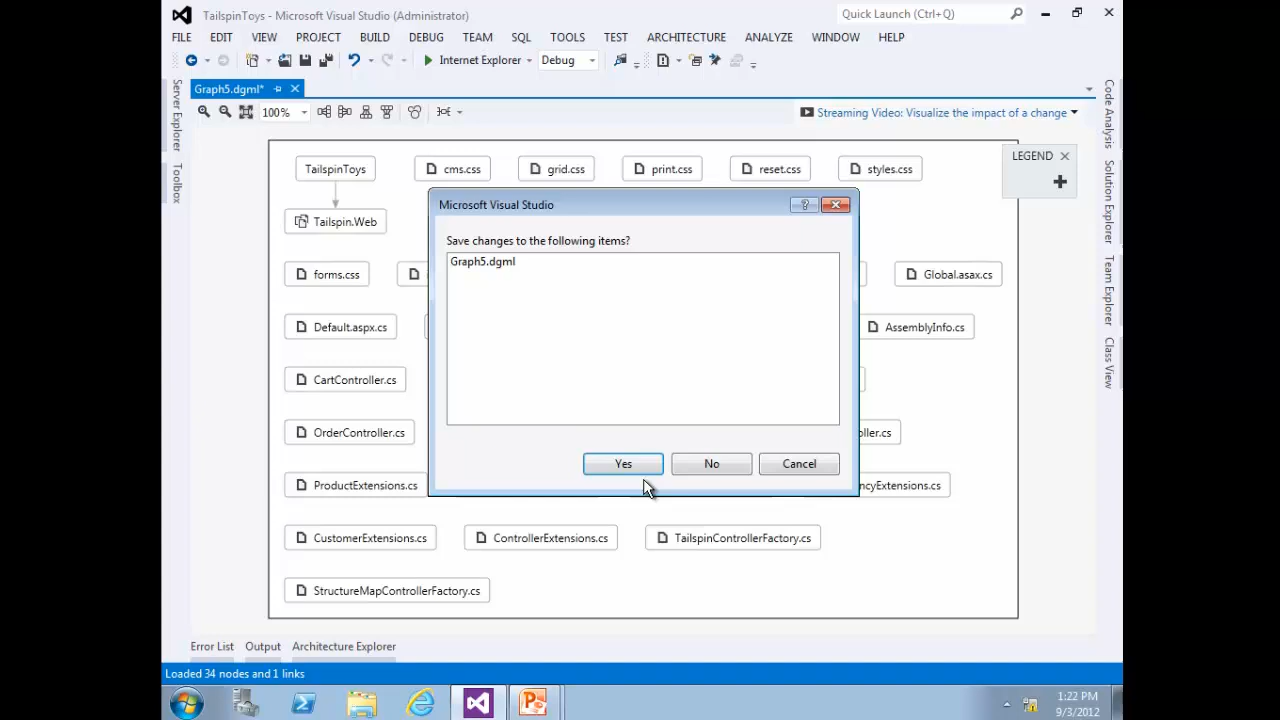 TailspinToys - Microsoft Visual Studio (Administrator)
Quick Launch (Ctrl+Q)
FILE EDIT VIEW PROJECT BUILD DEBUG TEAM SQL TOOLS TEST ARCHITECTURE ANALYZE WINDOW HELP
Internet Explorer Debug
Graph5.dgml*
100%
Streaming Video: Visualize the impact of a change
Server Explorer
Toolbox
Code Analysis
Solution Explorer
Team Explorer
Class View
LEGEND
TailspinToys cms.css grid.css print.css reset.css styles.css
Tailspin.Web
Microsoft Visual Studio
Save changes to the following items?
Graph5.dgml
Yes No Cancel
forms.css Global.asax.cs
Default.aspx.cs AssemblyInfo.cs
CartController.cs
OrderController.cs oller.cs
ProductExtensions.cs ncyExtensions.cs
CustomerExtensions.cs ControllerExtensions.cs TailspinControllerFactory.cs
StructureMapControllerFactory.cs
Error List Output Architecture Explorer
Loaded 34 nodes and 1 links
1:22 PM
9/3/2012